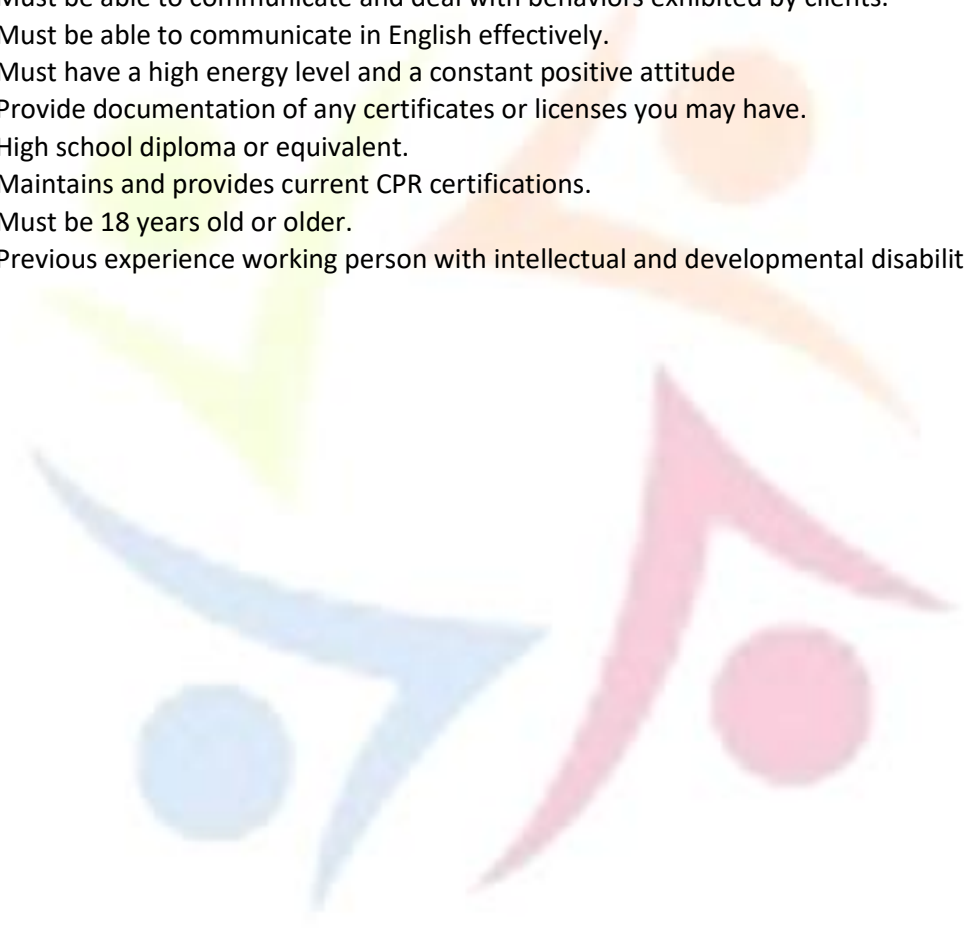 Must be able to communicate and deal with behaviors exhibited by clients.
Must be able to communicate in English effectively.
Must have a high energy level and a constant positive attitude
Provide documentation of any certificates or licenses you may have.
High school diploma or equivalent.
Maintains and provides current CPR certifications.
Must be 18 years old or older.
Previous experience working person with intellectual and developmental disabilit